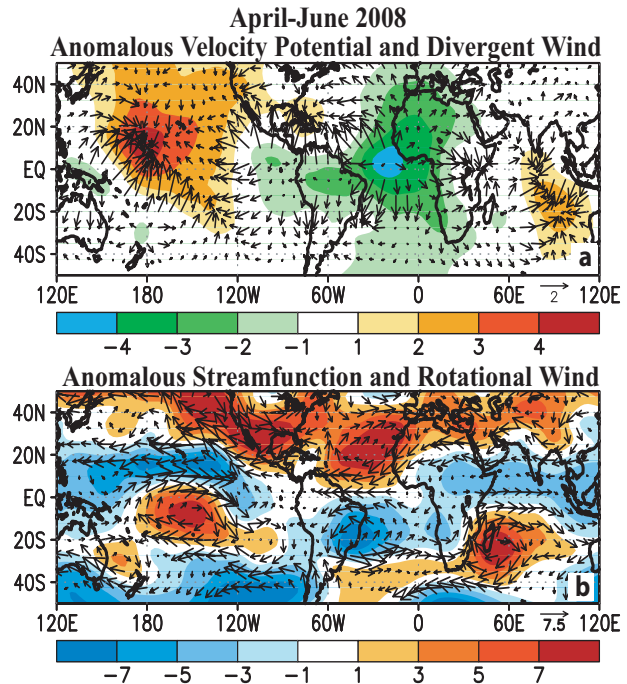 April-June 2008
Anomalous Velocity Potential and Divergent Wind
40N
20N
EQ
20S
40S
a
120E 180 120W 60W 0 60E 120E
2
-4 -3 -2 -1 1 2 3 4
Anomalous Streamfunction and Rotational Wind
40N
20N
EQ
20S
40S
b
120E 180 120W 60W 0 60E 120E
7.5
-7 -5 -3 -1 1 3 5 7